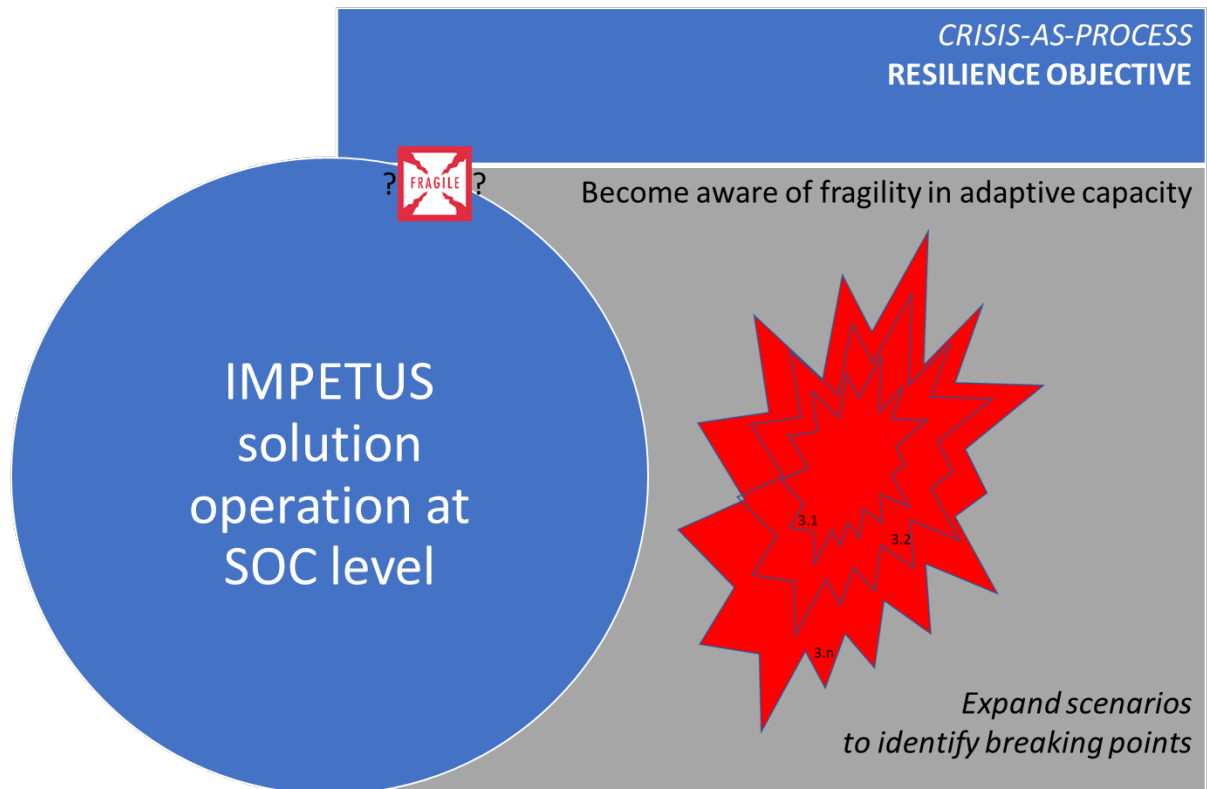 CRISIS-AS-PROCESS
RESILIENCE OBJECTIVE
? FRAGILE ?
Become aware of fragility in adaptive capacity
IMPETUS
solution
operation at
SOC level
3.1
3.2
3.n
Expand scenarios
to identify breaking points